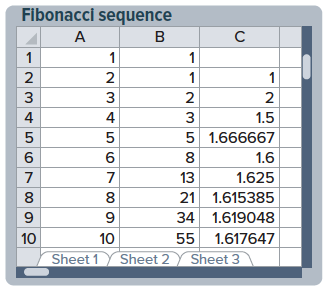 Fibonacci sequence
A B C
1 1 1
2 2 1 1
3 3 2 2
4 4 3 1.5
5 5 5 1.666667
6 6 8 1.6
7 7 13 1.625
8 8 21 1.615385
9 9 34 1.619048
10 10 55 1.617647
Sheet 1 Sheet 2 Sheet 3